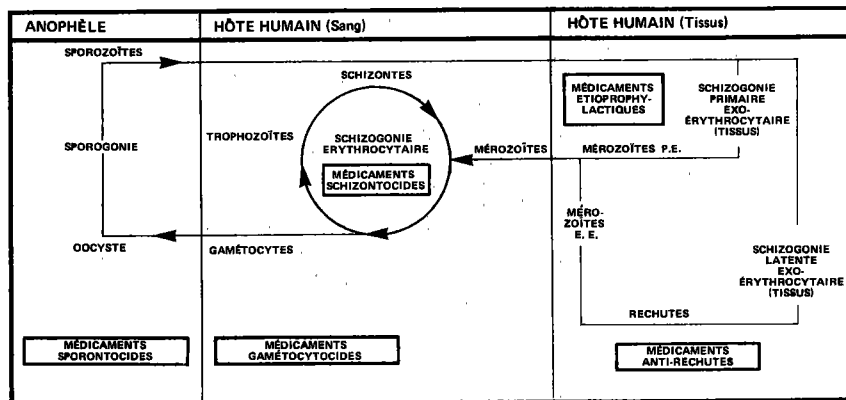 ANOPHÈLE
HÔTE HUMAIN (Sang)
HÔTE HUMAIN (Tissus)
SPOROZOÏTES
SCHIZONTES
MÉDICAMENTS
ETIOPROPHY-
LACTIQUES
SCHIZOGONIE
PRIMAIRE
EXO-
ÉRYTHROCYTAIRE
(TISSUS)
TROPHOZOÏTES
SPOROGONIE
SCHIZOGONIE
ERYTHROCYTAIRE
MÉDICAMENTS
SCHIZONTOCIDES
MÉROZOÏTES
MÉROZOÏTES P.E.
MÉRO-
ZOÏTES
E. E.
OOCYSTE
GAMÉTOCYTES
SCHIZOGONIE
LATENTE
EXO-
ÉRYTHROCYTAIRE
(TISSUS)
RECHUTES
MÉDICAMENTS
SPORONTOCIDES
MÉDICAMENTS
GAMÉTOCYTOCIDES
MÉDICAMENTS
ANTI-RECHUTES